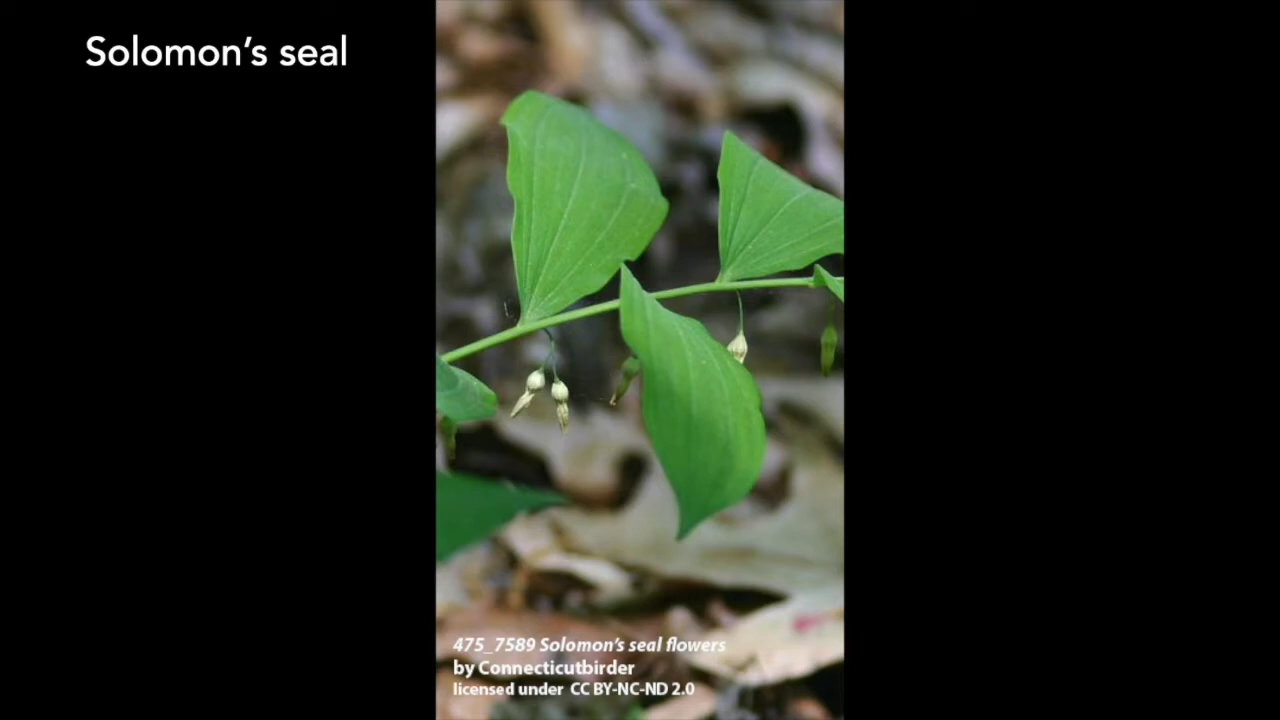 Solomon’s seal
475_7589 Solomon’s seal flowers
by Connecticutbirder
licensed under CC BY-NC-ND 2.0